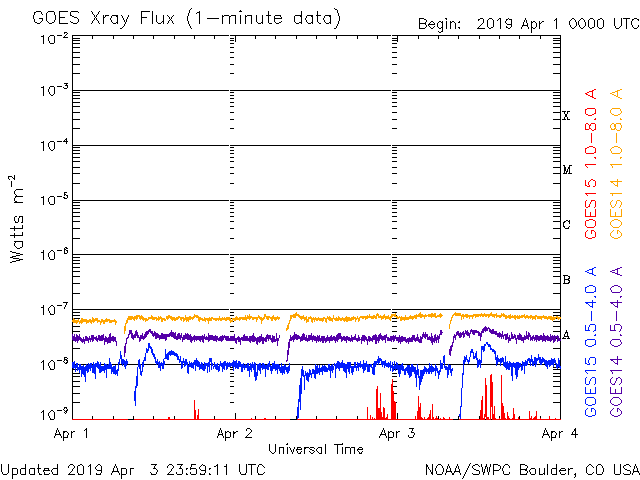 GOES Xray Flux (1-minute data)
Begin: 2019 Apr 1 0000 UTC
10⁻²
10⁻³
10⁻⁴
10⁻⁵
10⁻⁶
10⁻⁷
10⁻⁸
10⁻⁹
Watts m⁻²
X
M
C
B
A
GOES15 1.0-8.0 A
GOES14 1.0-8.0 A
GOES15 0.5-4.0 A
GOES14 0.5-4.0 A
Apr 1
Apr 2
Apr 3
Apr 4
Universal Time
Updated 2019 Apr 3 23:59:11 UTC
NOAA/SWPC Boulder, CO USA